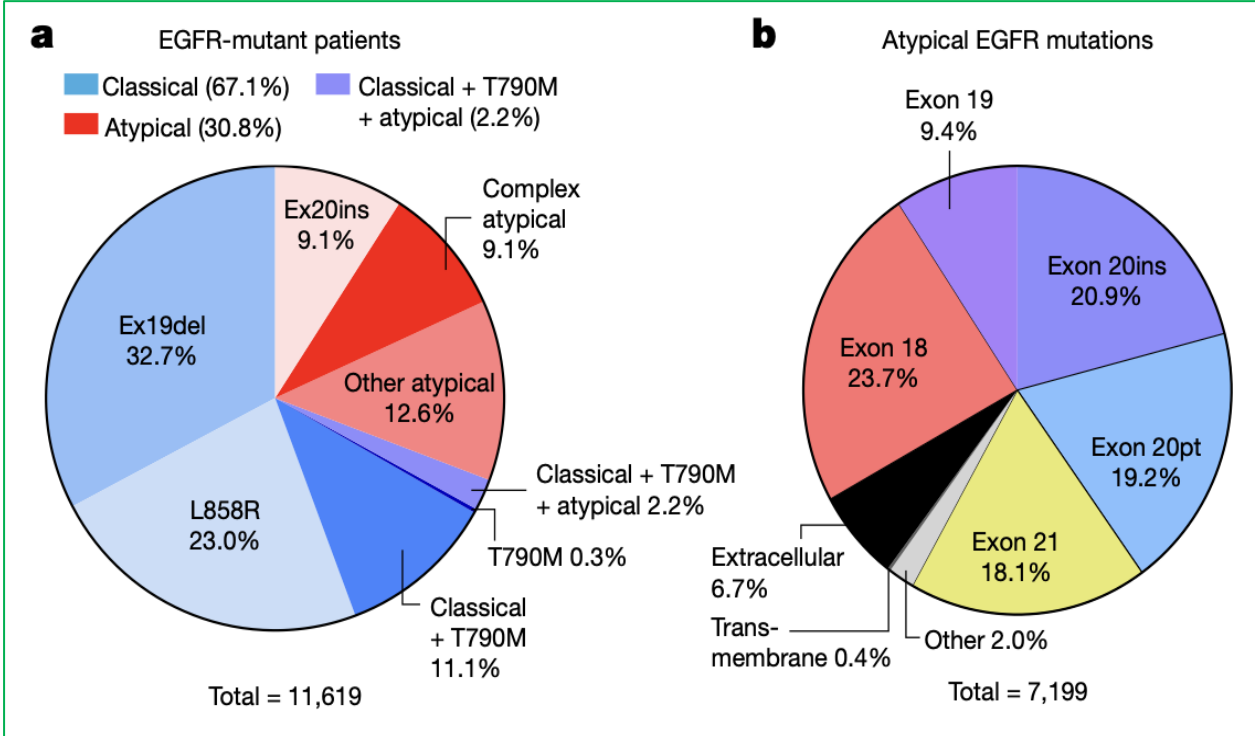 a
EGFR-mutant patients
Classical (67.1%)
Atypical (30.8%)
Classical + T790M
+ atypical (2.2%)
Ex20ins
9.1%
Complex
atypical
9.1%
Other atypical
12.6%
Classical + T790M
+ atypical 2.2%
T790M 0.3%
Classical
+ T790M
11.1%
L858R
23.0%
Ex19del
32.7%
Total = 11,619
b
Atypical EGFR mutations
Exon 19
9.4%
Exon 20ins
20.9%
Exon 20pt
19.2%
Exon 21
18.1%
Other 2.0%
Trans-
membrane 0.4%
Extracellular
6.7%
Exon 18
23.7%
Total = 7,199